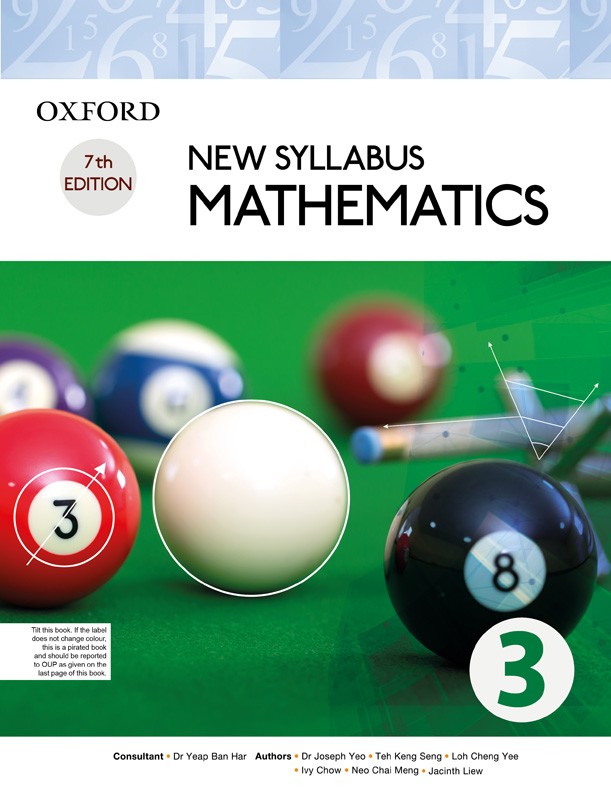 OXFORD
7th
EDITION
NEW SYLLABUS
MATHEMATICS
3
8
Tilt this book. If the label
does not change colour,
this is a pirated book
and should be reported
to OUP as given on the
last page of this book.
3
Consultant • Dr Yeap Ban Har Authors • Dr Joseph Yeo • Teh Keng Seng • Loh Cheng Yee
• Ivy Chow • Neo Chai Meng • Jacinth Liew